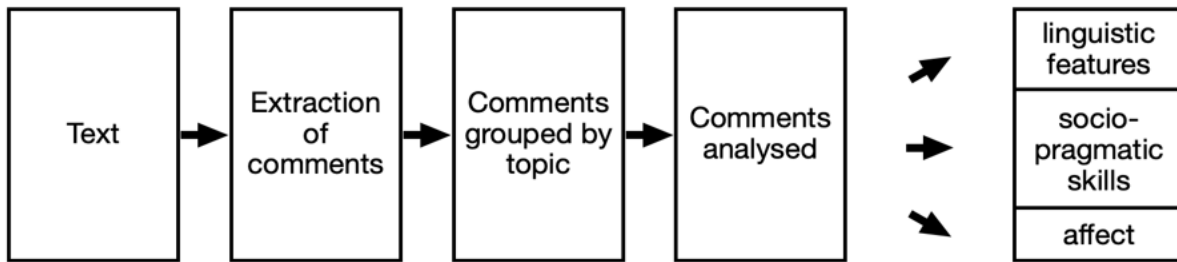 Text
Extraction
of
comments
Comments
grouped by
topic
Comments
analysed
linguistic
features
socio-
pragmatic
skills
affect